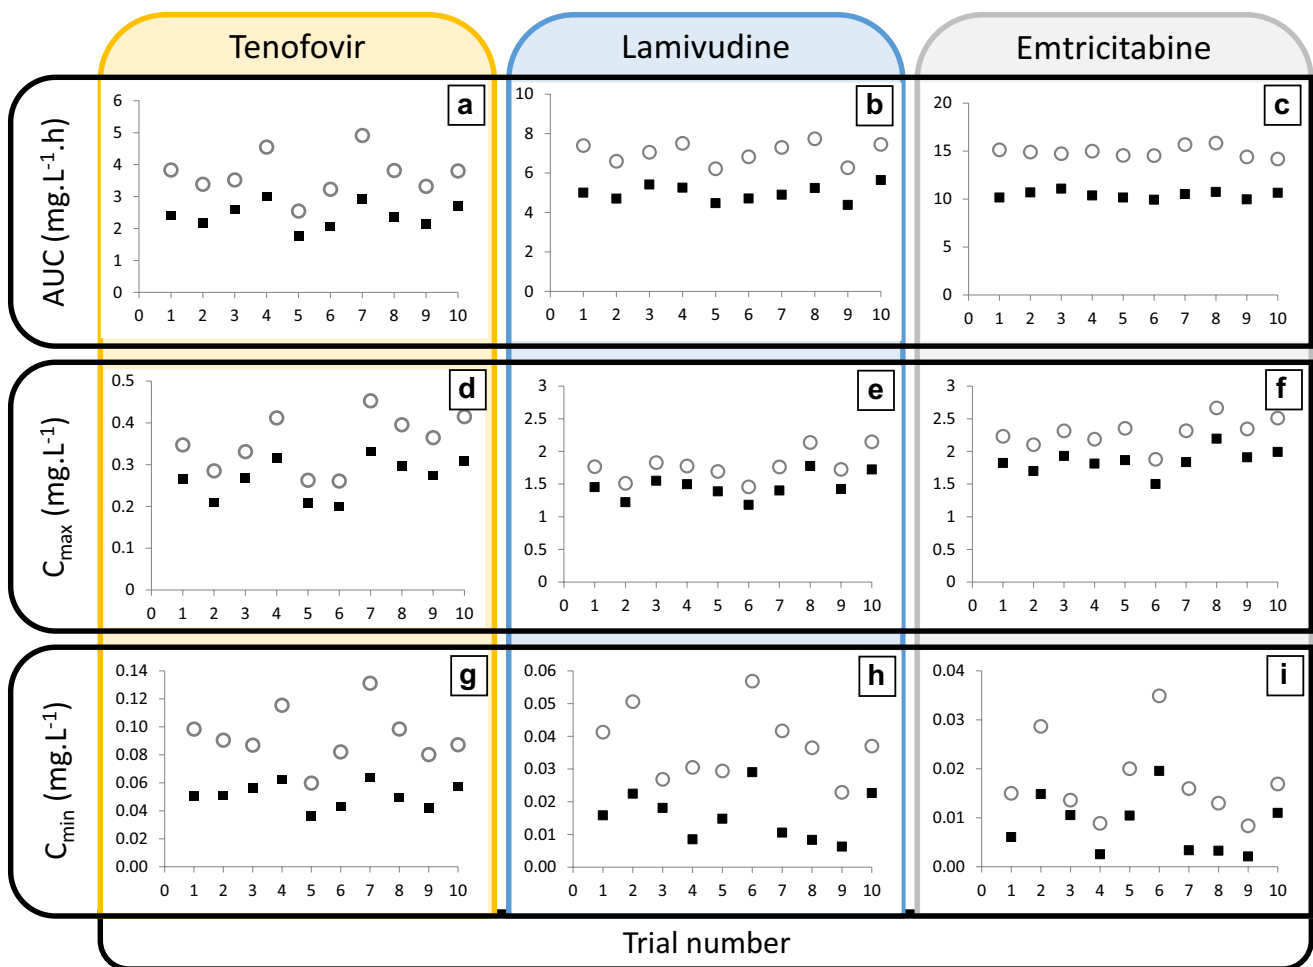 Tenofovir Lamivudine Emtricitabine
AUC (mg.L⁻¹.h)
a
6
5
4
3
2
1
0
0 1 2 3 4 5 6 7 8 9 10
b
10
8
6
4
2
0
0 1 2 3 4 5 6 7 8 9 10
c
20
15
10
5
0
0 1 2 3 4 5 6 7 8 9 10
Cmax (mg.L⁻¹)
d
0.5
0.4
0.3
0.2
0.1
0
0 1 2 3 4 5 6 7 8 9 10
e
3
2.5
2
1.5
1
0.5
0
0 1 2 3 4 5 6 7 8 9 10
f
3
2.5
2
1.5
1
0.5
0
0 1 2 3 4 5 6 7 8 9 10
Cmin (mg.L⁻¹)
g
0.14
0.12
0.10
0.08
0.06
0.04
0.02
0.00
0 1 2 3 4 5 6 7 8 9 10
h
0.06
0.05
0.04
0.03
0.02
0.01
0.00
0 1 2 3 4 5 6 7 8 9 10
i
0.04
0.03
0.02
0.01
0.00
0 1 2 3 4 5 6 7 8 9 10
Trial number